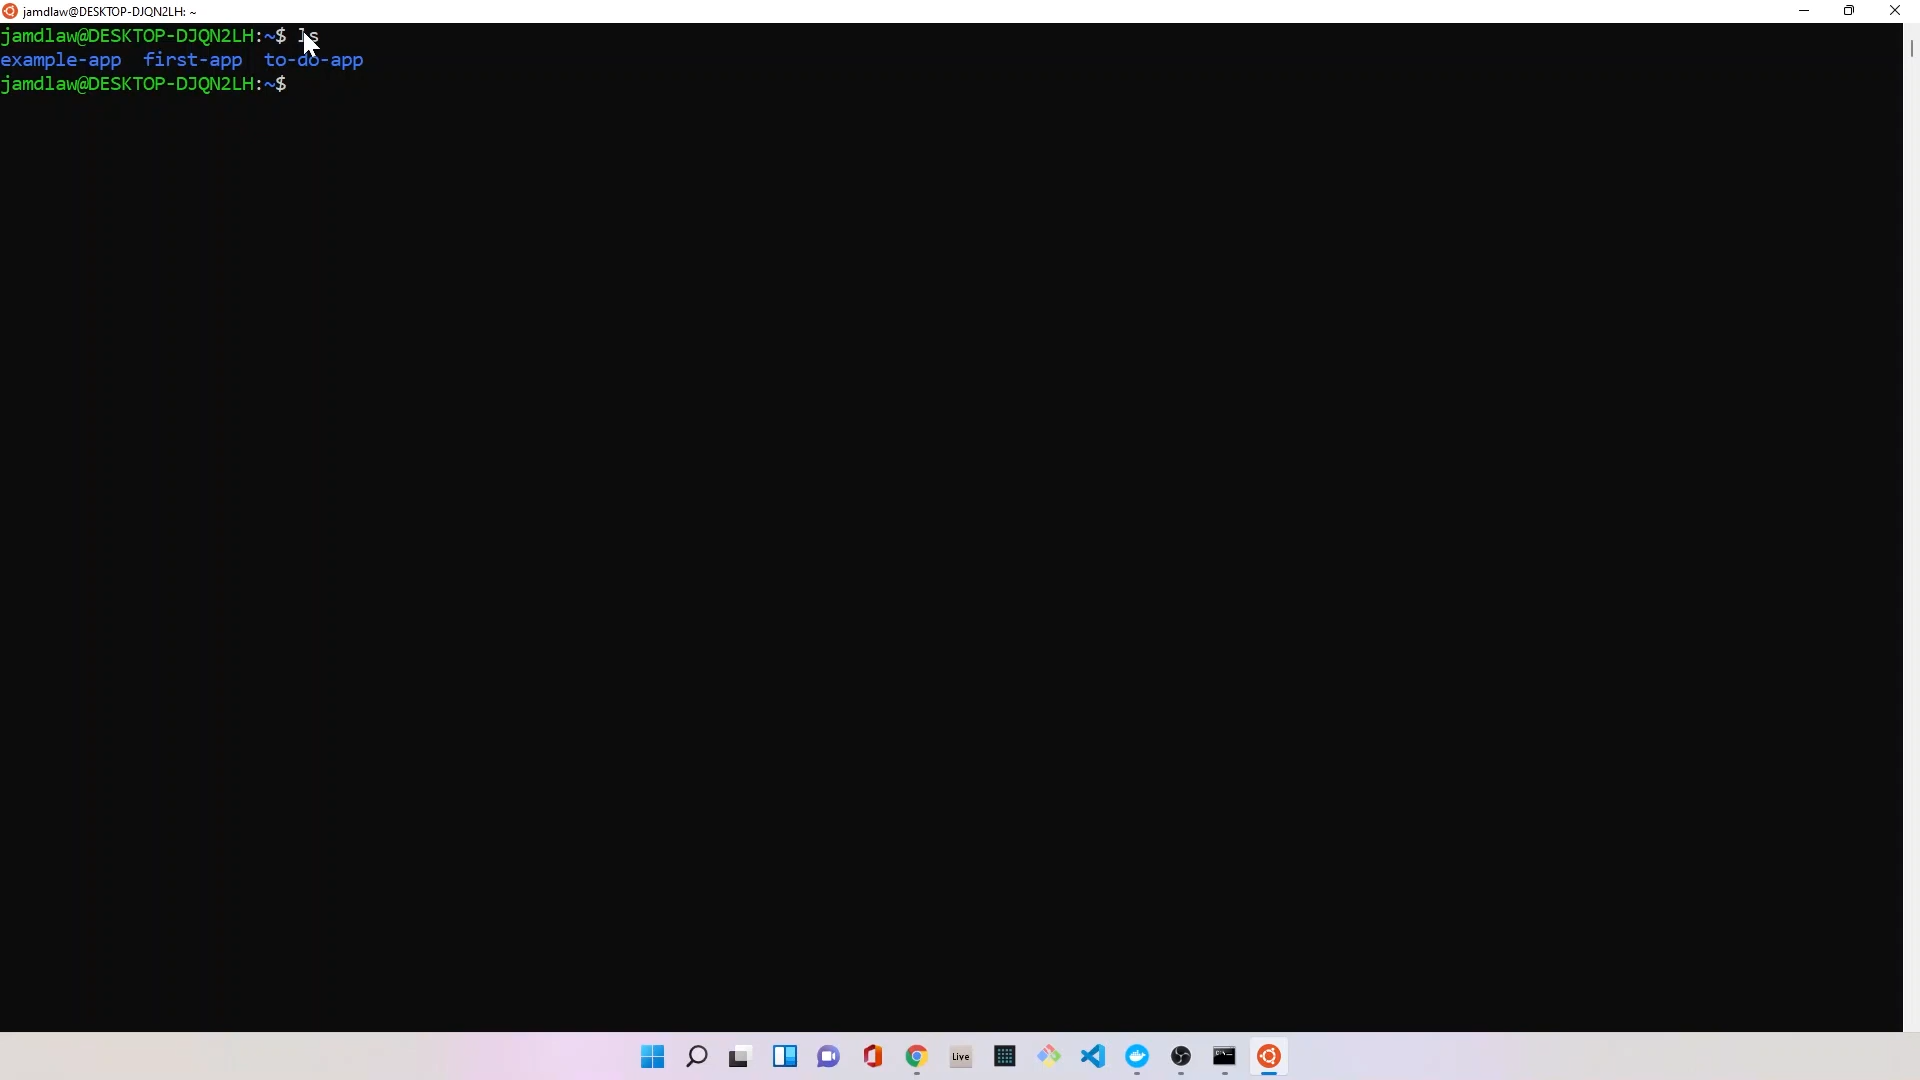 jamdlaw@DESKTOP-DJQN2LH: ~
jamdlaw@DESKTOP-DJQN2LH:~$ ls
example-app  first-app  to-do-app
jamdlaw@DESKTOP-DJQN2LH:~$
Live